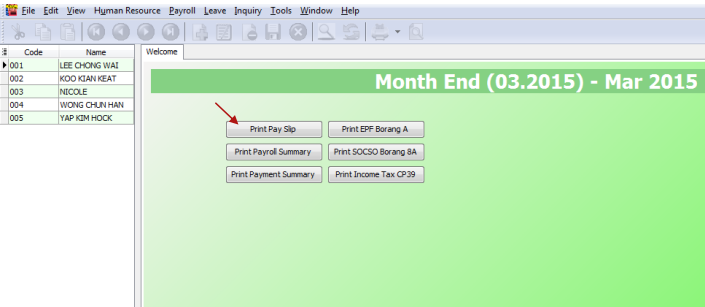 File Edit View Human Resource Payroll Leave Inquiry Tools Window Help
Code Name
001 LEE CHONG WAI
002 KOO KIAN KEAT
003 NICOLE
004 WONG CHUN HAN
005 YAP KIM HOCK
Welcome
Month End (03.2015) - Mar 2015
Print Pay Slip Print EPF Borang A
Print Payroll Summary Print SOCSO Borang 8A
Print Payment Summary Print Income Tax CP39